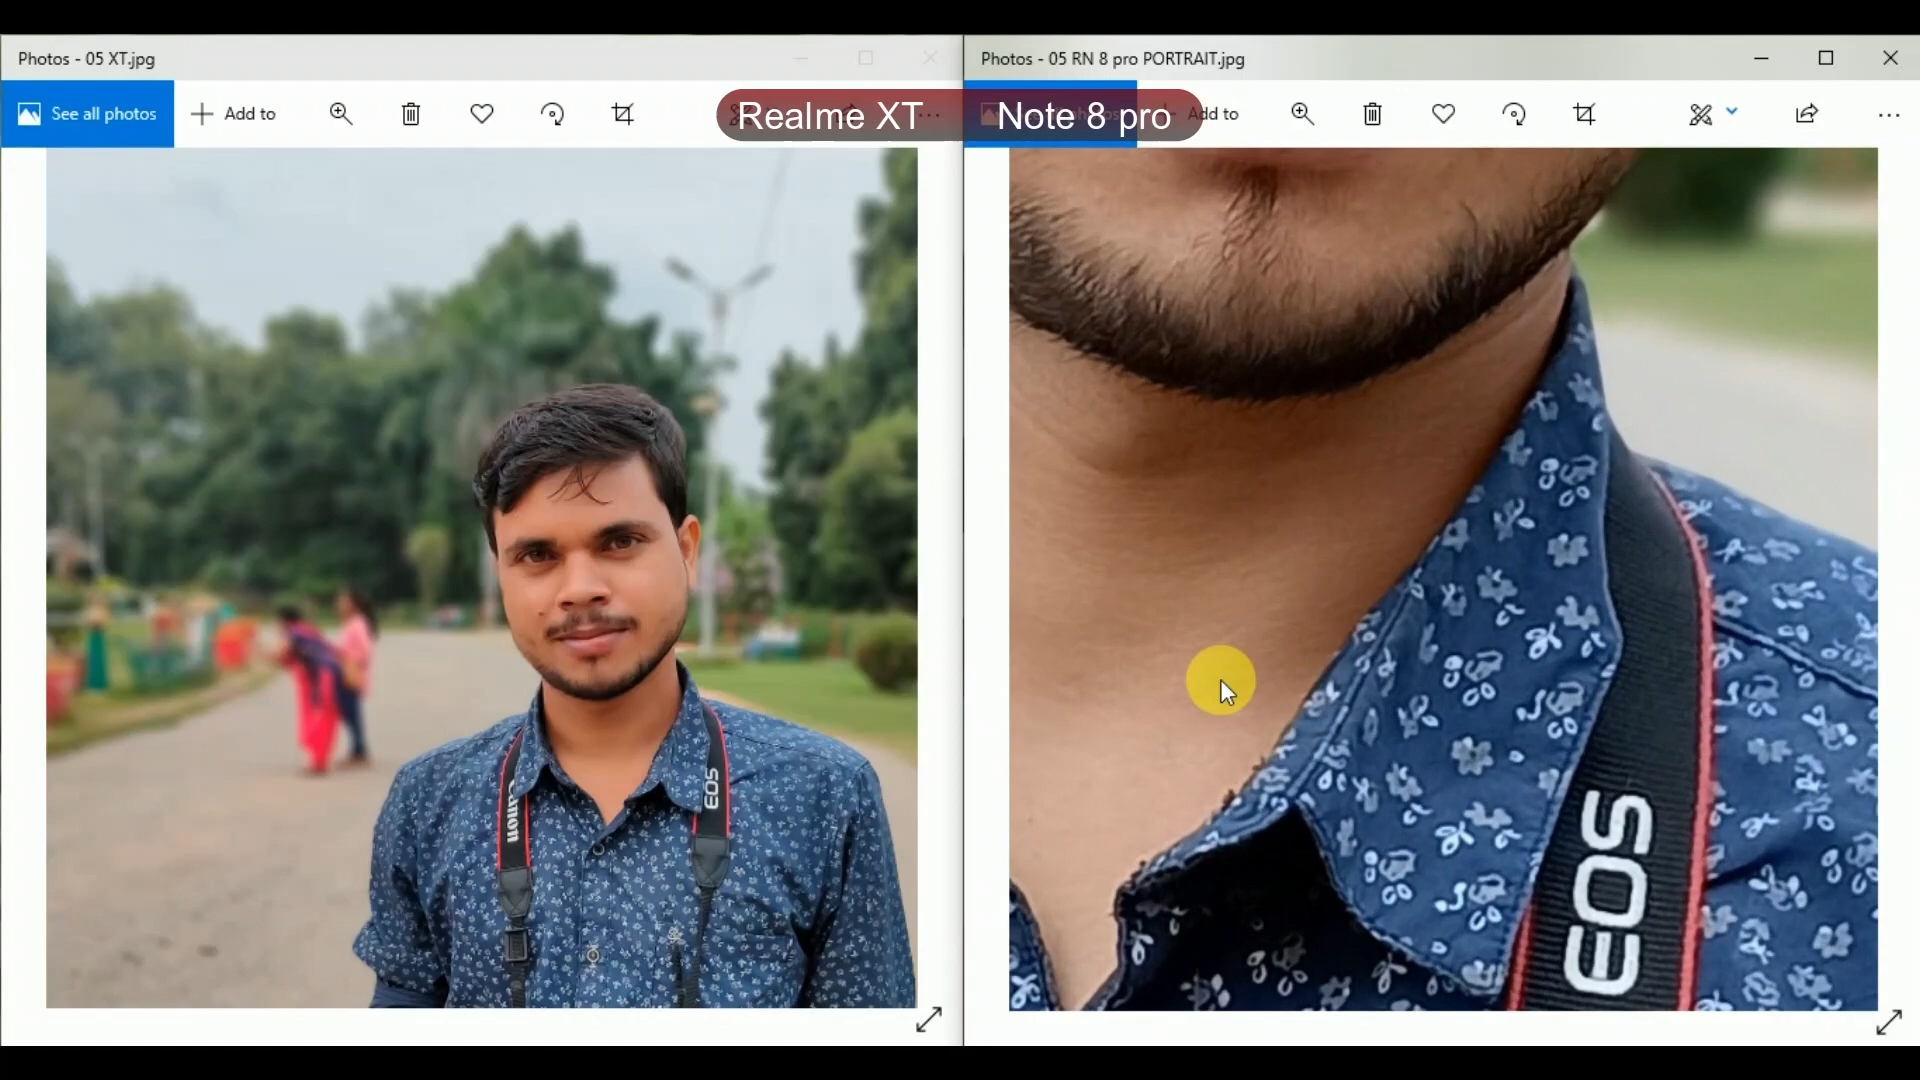 Photos - 05 XT.jpg
Photos - 05 RN 8 pro PORTRAIT.jpg
See all photos
Add to
Realme XT
Note 8 pro
Add to
Canon
EOS
EOS